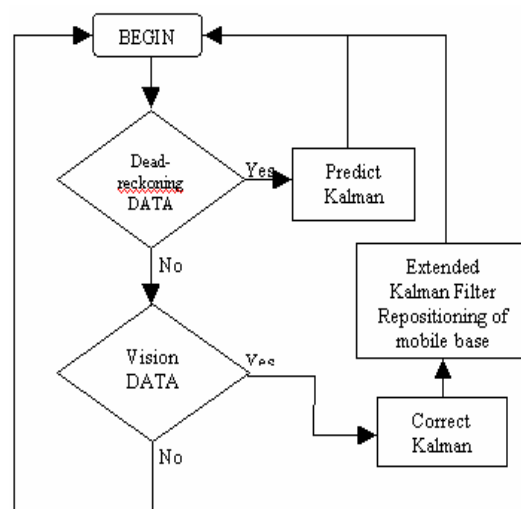 BEGIN
Dead-
reckoning
DATA
Yes
Predict
Kalman
No
Extended
Kalman Filter
Repositioning of
mobile base
Vision
DATA
Yes
Correct
Kalman
No